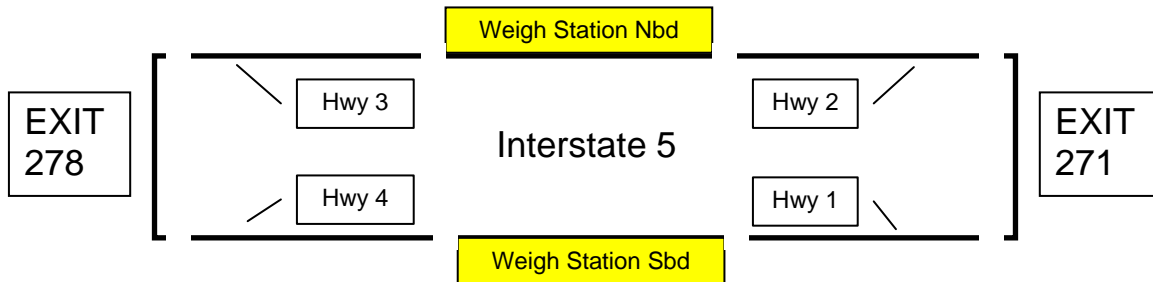 Weigh Station Nbd
EXIT
278
Hwy 3
Hwy 2
EXIT
271
Interstate 5
Hwy 4
Hwy 1
Weigh Station Sbd